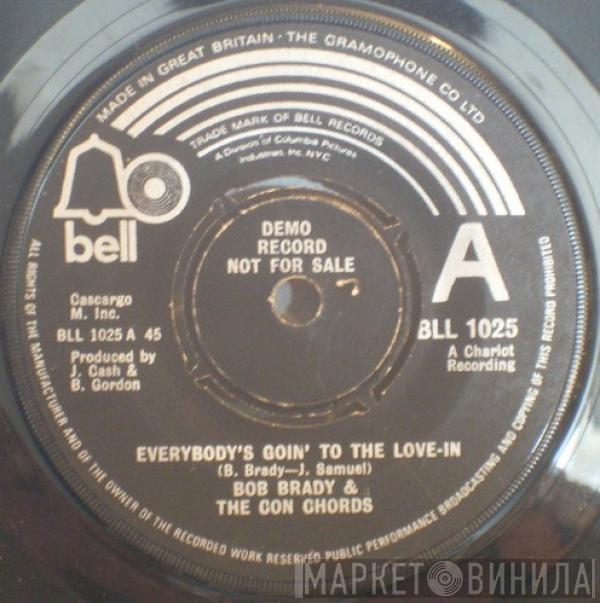 MADE IN GREAT BRITAIN · THE GRAMOPHONE CO LTD
TRADE MARK OF BELL RECORDS
A Division of Columbia Pictures
Industries, Inc. NYC
bell
DEMO
RECORD
NOT FOR SALE
A
Cascargo
M. Inc.
BLL 1025 A 45
Produced by
J. Cash &
B. Gordon
BLL 1025
A Chariot
Recording
EVERYBODY'S GOIN' TO THE LOVE-IN
(B. Brady—J. Samuel)
BOB BRADY &
THE CON CHORDS
ALL RIGHTS OF THE MANUFACTURER AND OF THE OWNER OF THE RECORDED WORK RESERVED PUBLIC PERFORMANCE BROADCASTING AND COPYING OF THIS RECORD PROHIBITED
МАРКЕТ ВИНИЛА